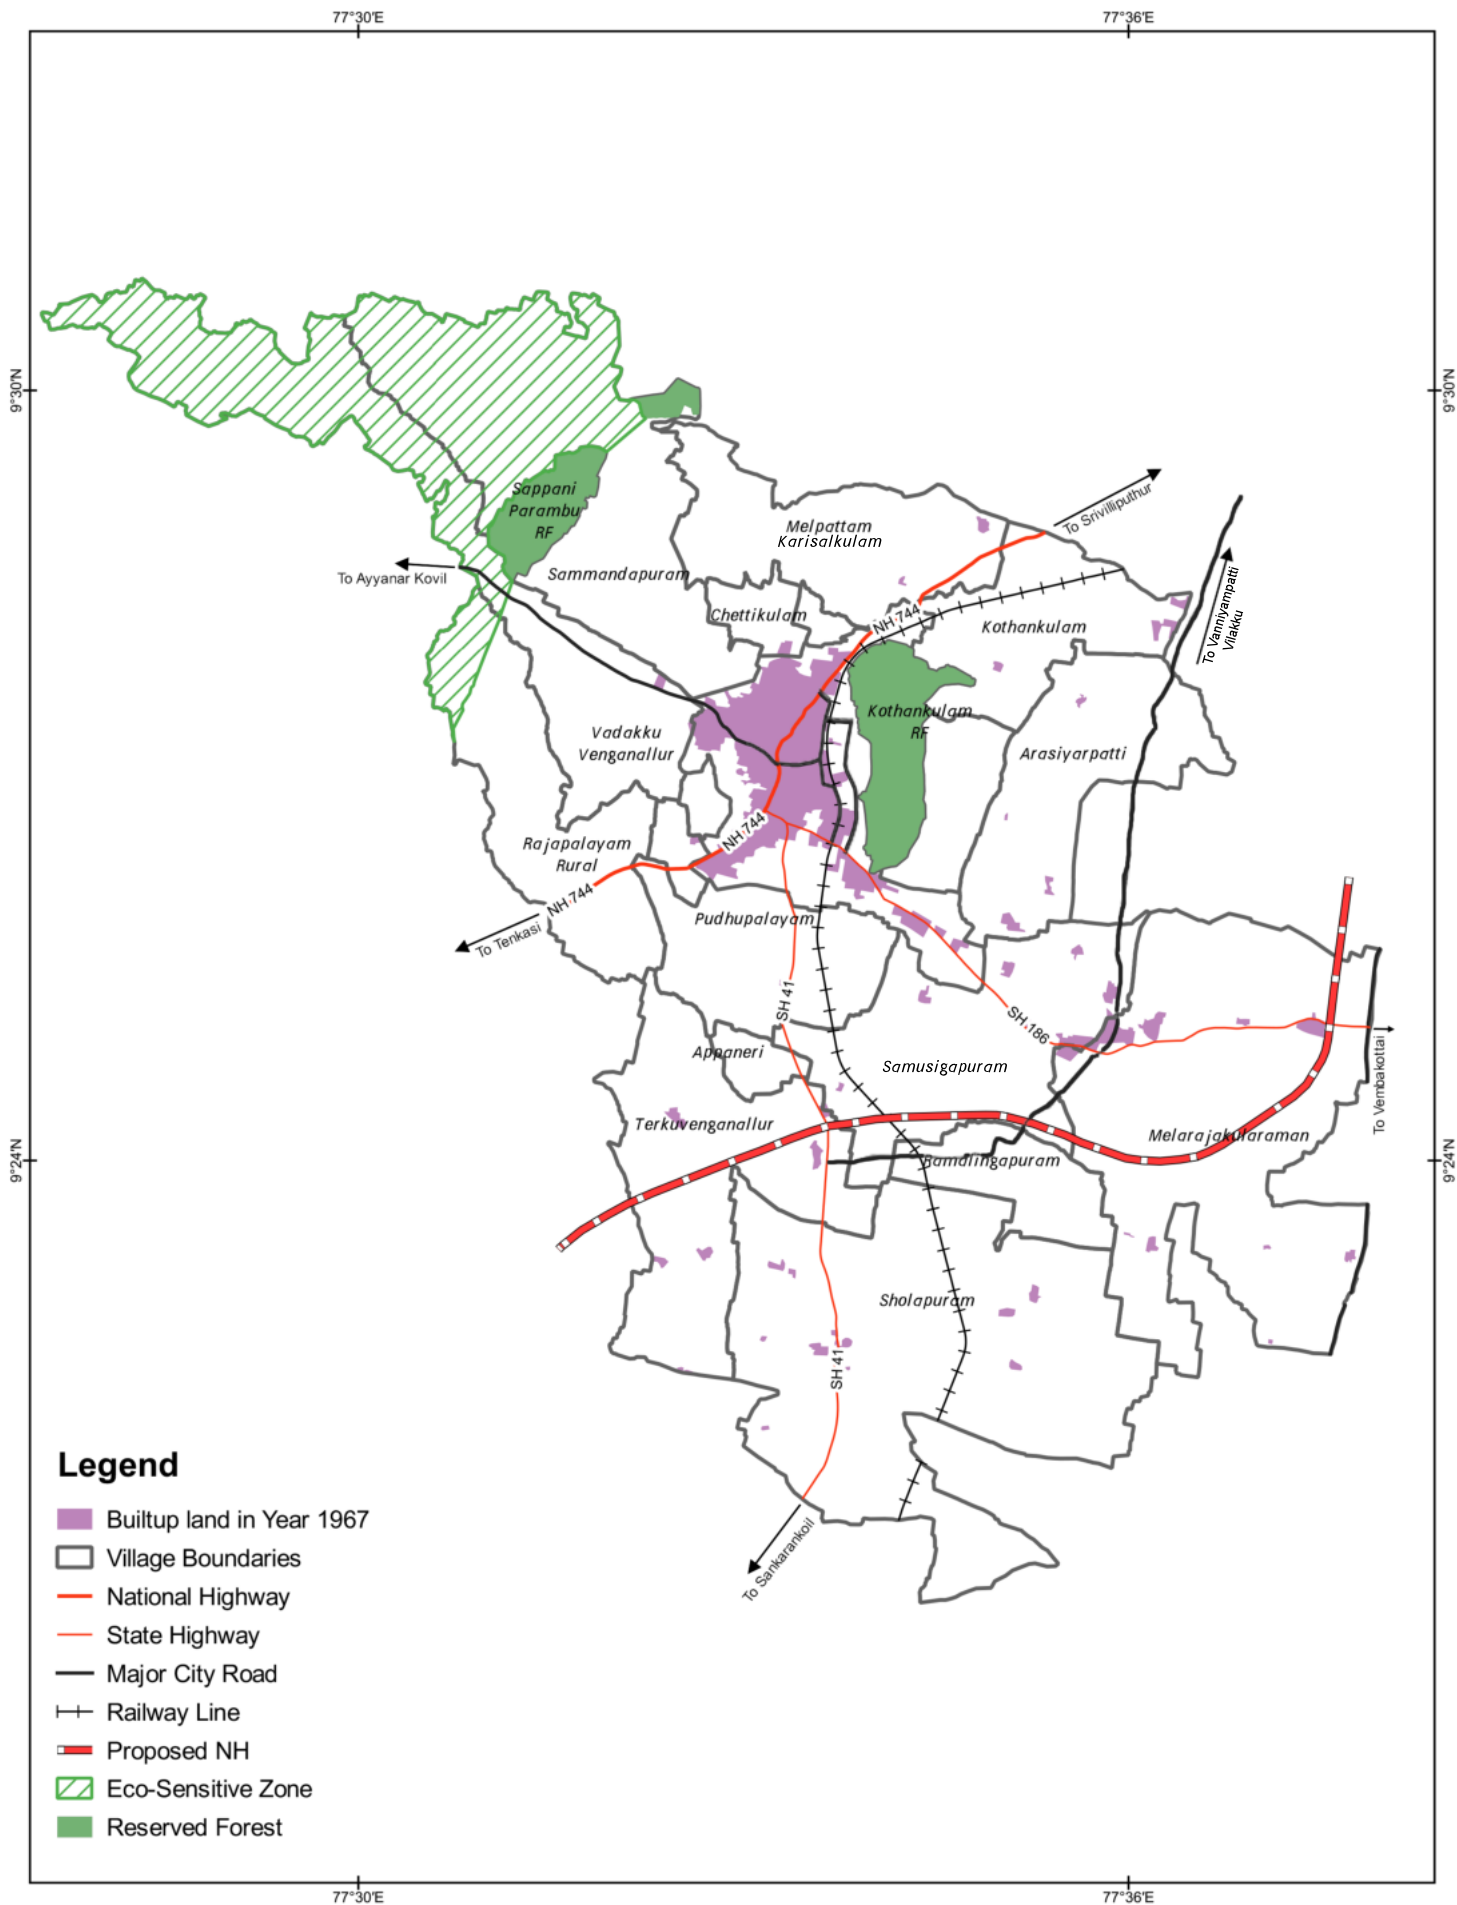 77°30'E
77°36'E
9°30'N
9°30'N
Sappani
Parambu
RF
To Srivilliputhur
Melpattam
Karisalkulam
To Ayyanar Kovil
Sammandapuram
To Vanniyampatti
Vilakku
Chettikulam
NH 744
Kothankulam
Kothankulam
RF
Vadakku
Venganallur
Arasiyarpatti
NH 744
Rajapalayam
Rural
NH 744
To Tenkasi
Pudhupalayam
SH 41
SH 186
Appaneri
Samusigapuram
To Vembakottai
Terkuvenganallur
Melarajakularaman
Ramalingapuram
9°24'N
9°24'N
Sholapuram
SH 41
To Sankarankoil
Legend
Builtup land in Year 1967
Village Boundaries
National Highway
State Highway
Major City Road
Railway Line
Proposed NH
Eco-Sensitive Zone
Reserved Forest
77°30'E
77°36'E